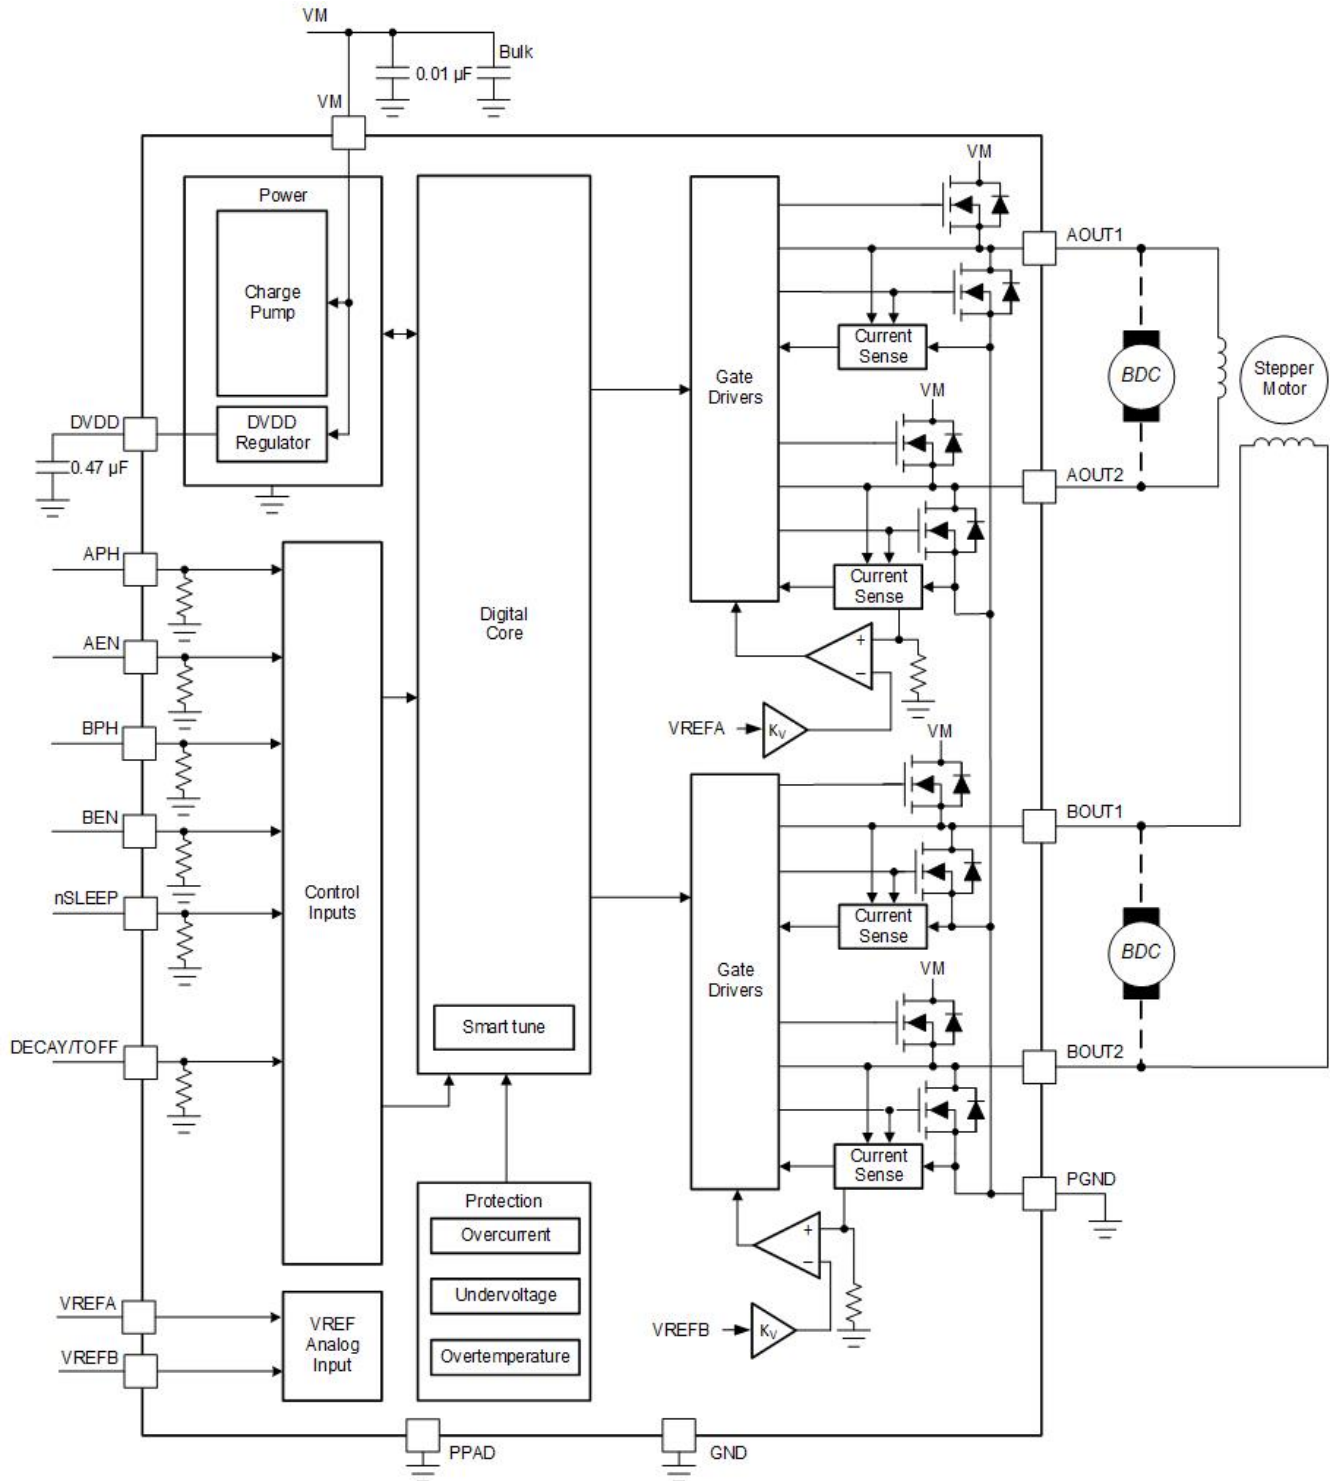 VM
Bulk
0.01 µF
VM
Power
Charge
Pump
DVDD
Regulator
DVDD
0.47 µF
APH
AEN
BPH
BEN
nSLEEP
DECAY/TOFF
Control
Inputs
VREFA
VREFB
VREF
Analog
Input
Digital
Core
Smart tune
Protection
Overcurrent
Undervoltage
Overtemperature
PPAD
GND
Gate
Drivers
VM
AOUT1
Current
Sense
VM
AOUT2
Current
Sense
+
−
VREFA
KV
BDC
Stepper
Motor
Gate
Drivers
VM
BOUT1
Current
Sense
VM
BOUT2
Current
Sense
+
−
VREFB
KV
BDC
PGND